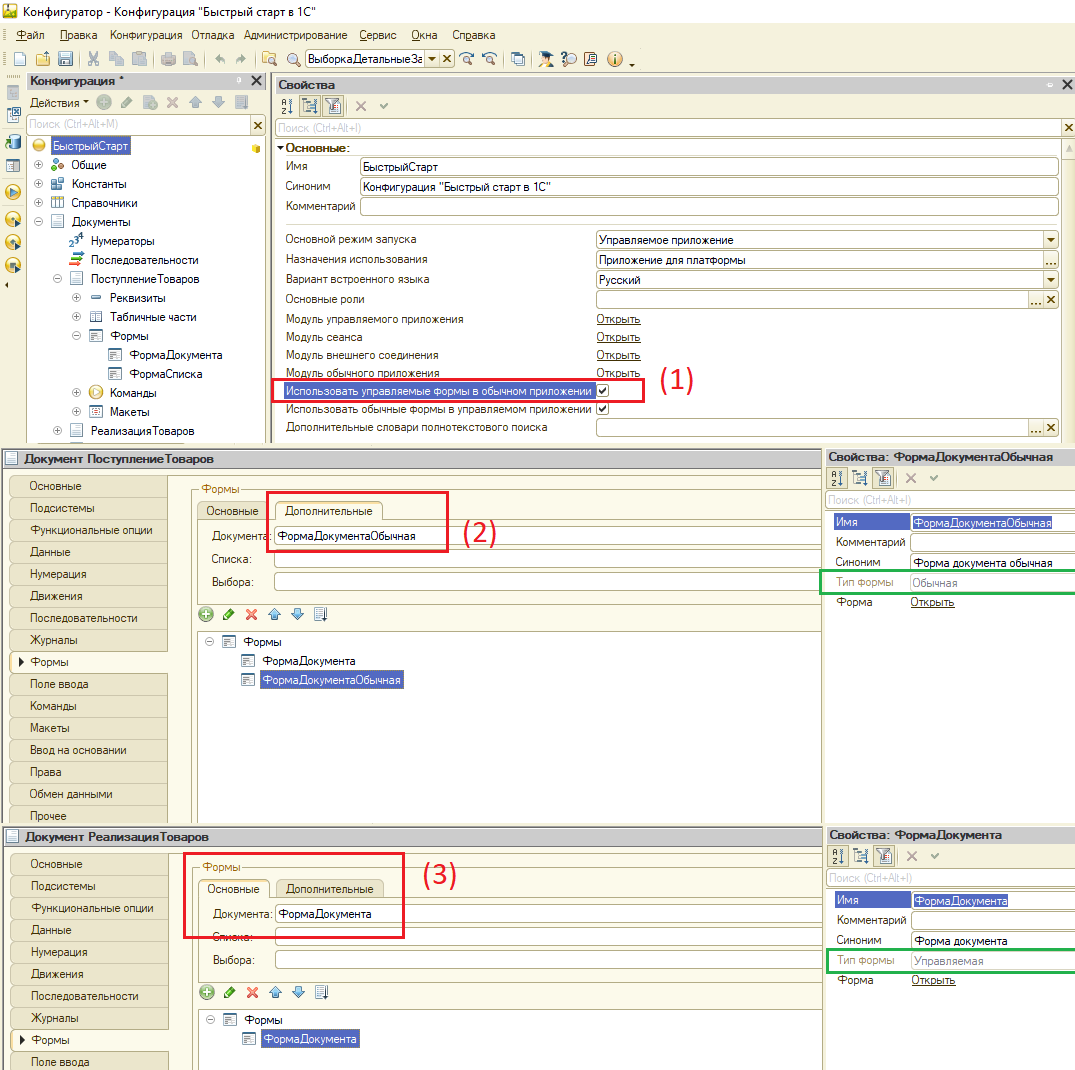 Конфигуратор - Конфигурация "Быстрый старт в 1С"
Файл Правка Конфигурация Отладка Администрирование Сервис Окна Справка
ВыборкаДетальныеЗа
Конфигурация *
Действия
Поиск (Ctrl+Alt+M)
БыстрыйСтарт
Общие
Константы
Справочники
Документы
Нумераторы
Последовательности
ПоступлениеТоваров
Реквизиты
Табличные части
Формы
ФормаДокумента
ФормаСписка
Команды
Макеты
РеализацияТоваров
Свойства
Поиск (Ctrl+Alt+I)
Основные:
Имя БыстрыйСтарт
Синоним Конфигурация "Быстрый старт в 1С"
Комментарий
Основной режим запуска Управляемое приложение
Назначения использования Приложение для платформы
Вариант встроенного языка Русский
Основные роли
Модуль управляемого приложения Открыть
Модуль сеанса Открыть
Модуль внешнего соединения Открыть
Модуль обычного приложения Открыть
Использовать управляемые формы в обычном приложении
(1)
Использовать обычные формы в управляемом приложении
Дополнительные словари полнотекстового поиска
Документ ПоступлениеТоваров
Основные
Подсистемы
Функциональные опции
Данные
Нумерация
Движения
Последовательности
Журналы
Формы
Поле ввода
Команды
Макеты
Ввод на основании
Права
Обмен данными
Прочее
Формы
Основные Дополнительные
Документа: ФормаДокументаОбычная
(2)
Списка:
Выбора:
Формы
ФормаДокумента
ФормаДокументаОбычная
Свойства: ФормаДокументаОбычная
Поиск (Ctrl+Alt+I)
Имя ФормаДокументаОбычная
Комментарий
Синоним Форма документа обычная
Тип формы Обычная
Форма Открыть
Документ РеализацияТоваров
Основные
Подсистемы
Функциональные опции
Данные
Нумерация
Движения
Последовательности
Журналы
Формы
Поле ввода
Формы
Основные Дополнительные
(3)
Документа: ФормаДокумента
Списка:
Выбора:
Формы
ФормаДокумента
Свойства: ФормаДокумента
Поиск (Ctrl+Alt+I)
Имя ФормаДокумента
Комментарий
Синоним Форма документа
Тип формы Управляемая
Форма Открыть